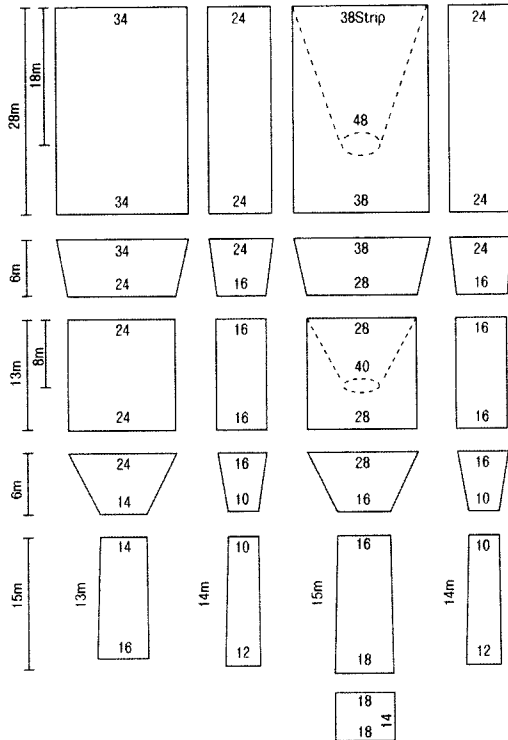 34 24 38Strip 24
18m
28m
48
34 24 38 24
34 24 38 24
6m
24 16 28 16
24 16 28 16
8m
13m
40
24 16 28 16
24 16 28 16
6m
14 10 16 10
14 10 16 10
15m 13m 14m 15m 14m
16 12 18 12
18
14
18